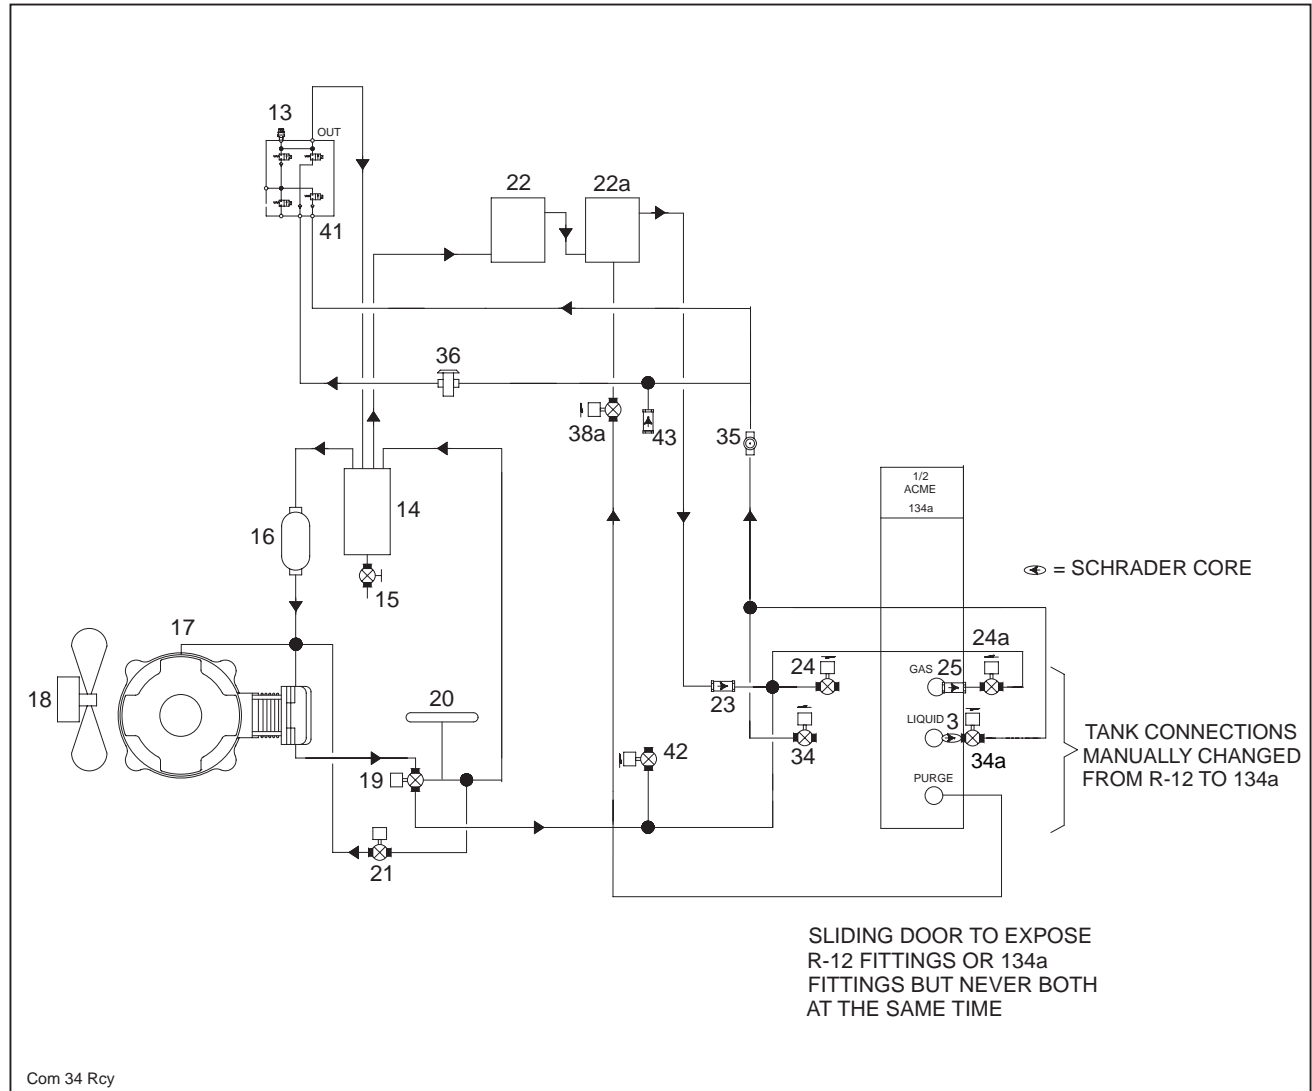 13
OUT
41
22
22a
36
38a
43
35
14
16
15
17
18
19
20
21
42
23
24
34
1/2
ACME
134a
= SCHRADER CORE
24a
GAS
25
LIQUID
3
34a
PURGE
TANK CONNECTIONS
MANUALLY CHANGED
FROM R-12 TO 134a
SLIDING DOOR TO EXPOSE
R-12 FITTINGS OR 134a
FITTINGS BUT NEVER BOTH
AT THE SAME TIME
Com 34 Rcy